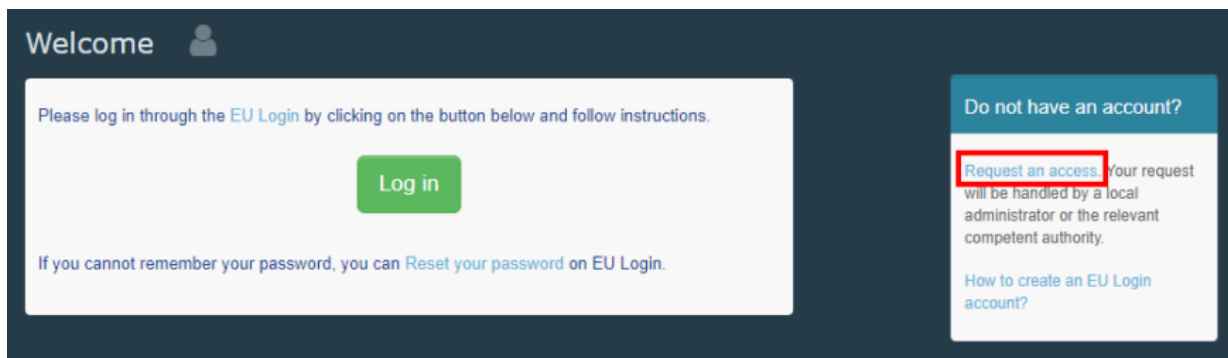 Welcome
Please log in through the EU Login by clicking on the button below and follow instructions.
Log in
If you cannot remember your password, you can Reset your password on EU Login.
Do not have an account?
Request an access. Your request
will be handled by a local
administrator or the relevant
competent authority.
How to create an EU Login
account?